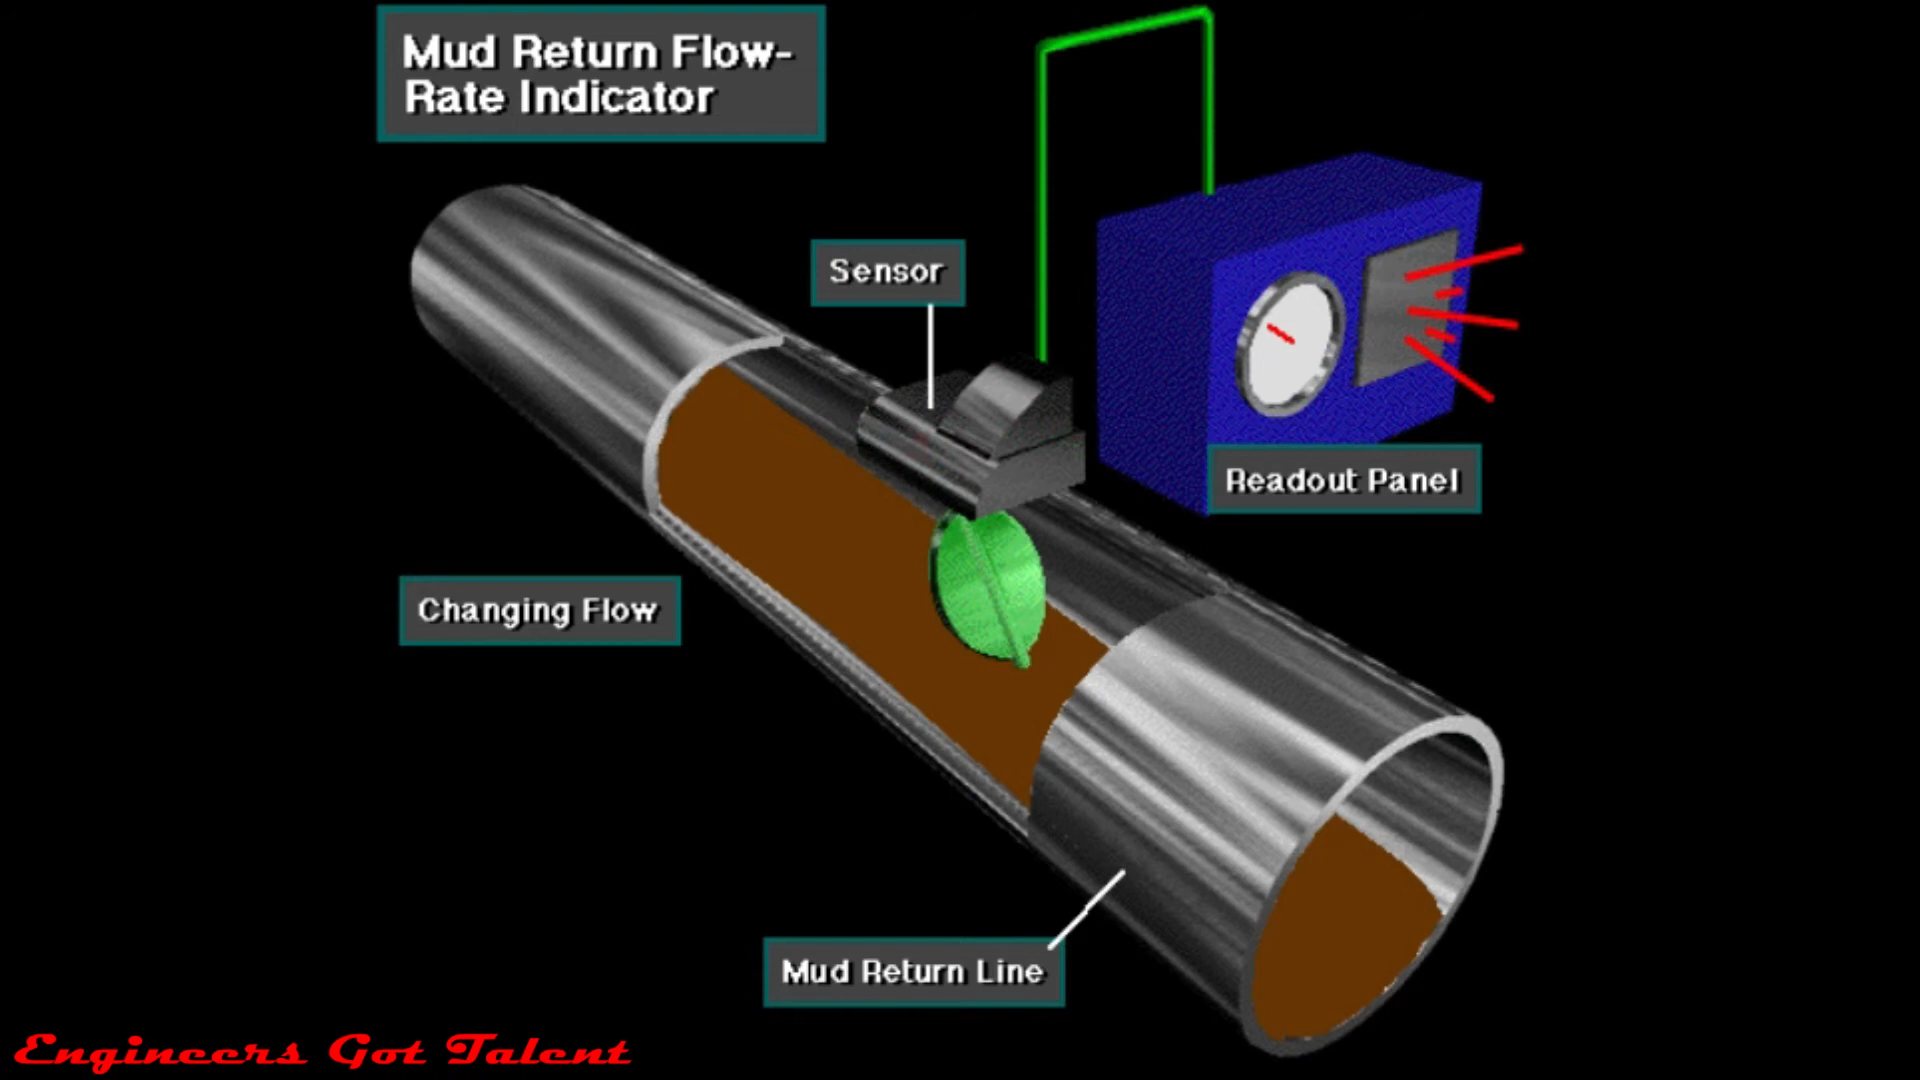 Mud Return Flow-
Rate Indicator
Sensor
Readout Panel
Changing Flow
Mud Return Line
Engineers Got Talent